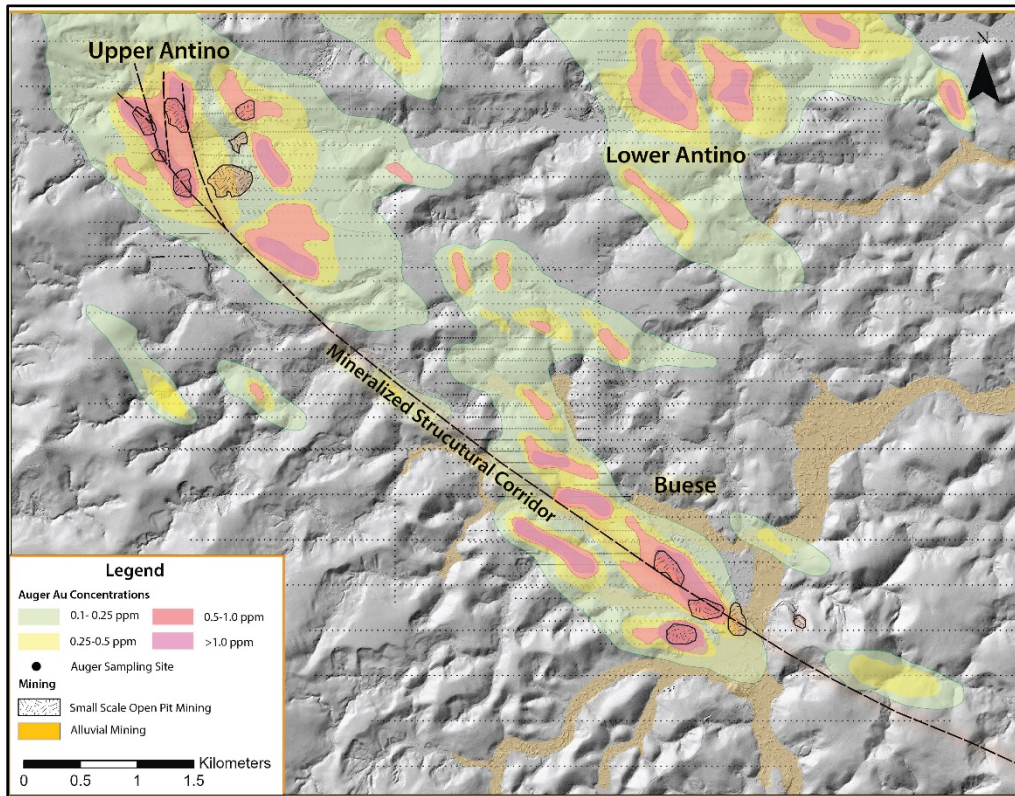 Upper Antino
N
Lower Antino
Mineralized Strucutural Corridor
Buese
Legend
Auger Au Concentrations
0.1- 0.25 ppm
0.5-1.0 ppm
0.25-0.5 ppm
>1.0 ppm
Auger Sampling Site
Mining
Small Scale Open Pit Mining
Alluvial Mining
Kilometers
0 0.5 1 1.5